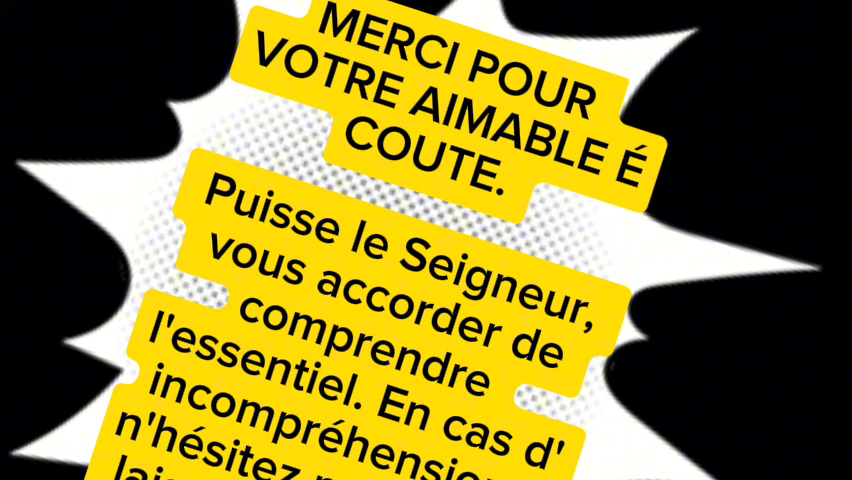 MERCI POUR
VOTRE AIMABLE É
COUTE.
Puisse le Seigneur,
vous accorder de
comprendre
l'essentiel. En cas d'
incompréhension
n'hésitez